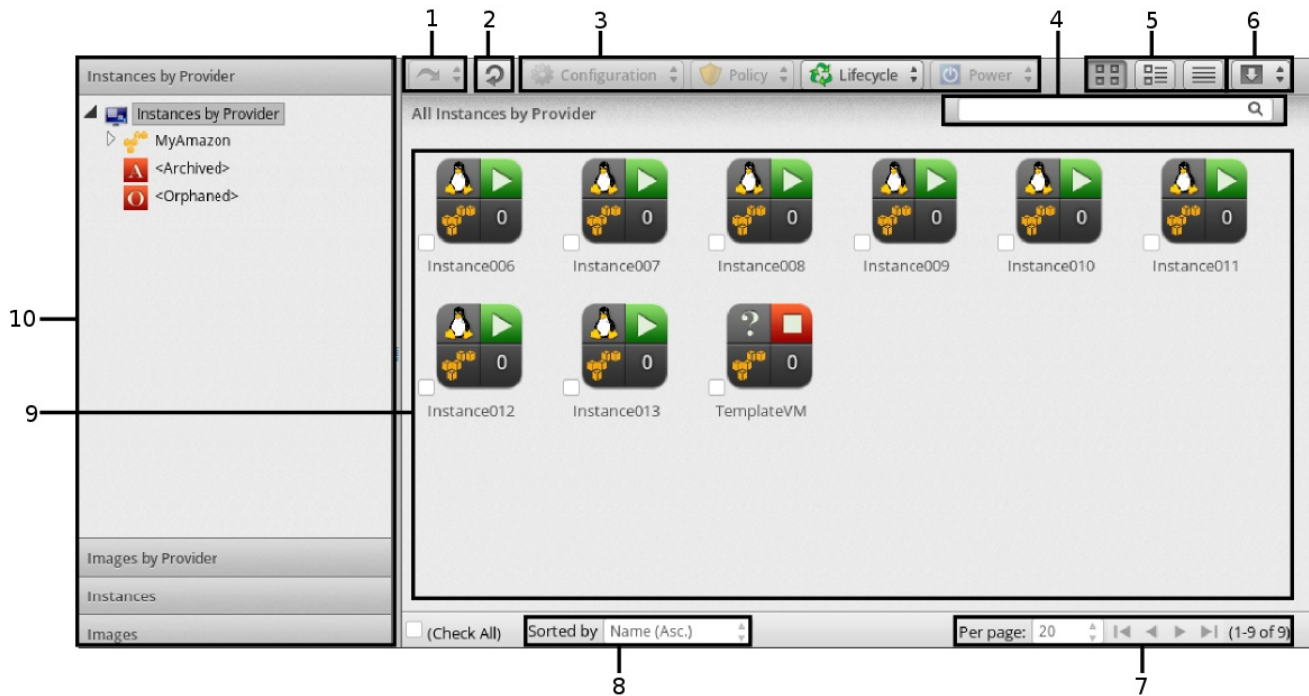 1 2 3 4 5 6
Instances by Provider
Configuration Policy Lifecycle Power
Instances by Provider
MyAmazon
A <Archived>
O <Orphaned>
All Instances by Provider
0 0 0 0 0 0
Instance006 Instance007 Instance008 Instance009 Instance010 Instance011
? 
0 0 0
Instance012 Instance013 TemplateVM
10
9
Images by Provider
Instances
Images
(Check All) Sorted by Name (Asc.) Per page: 20 (1-9 of 9)
8 7